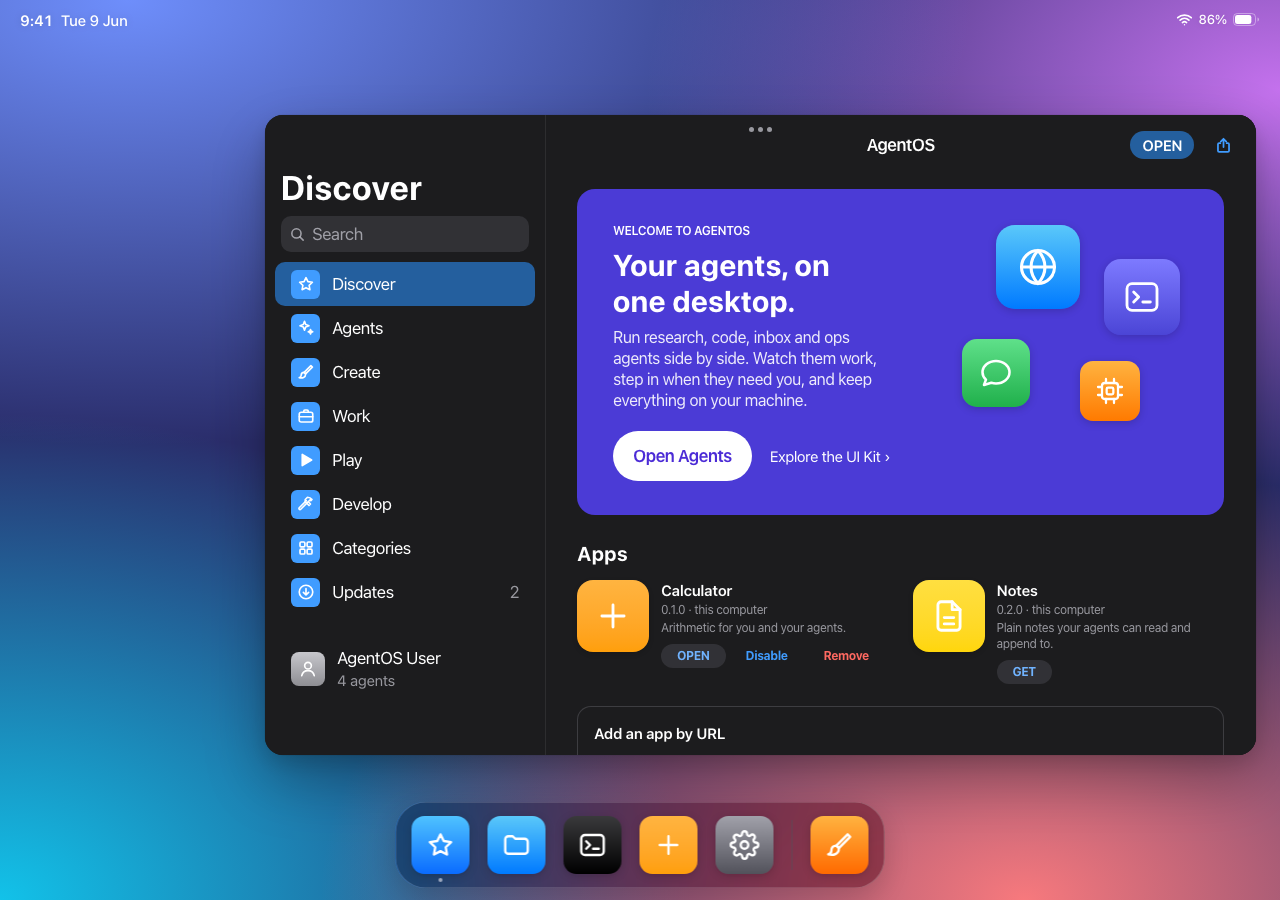 9:41 Tue 9 Jun
86%
AgentOS
OPEN
Discover
Search
Discover
Agents
Create
Work
Play
Develop
Categories
Updates 2
AgentOS User
4 agents
WELCOME TO AGENTOS
Your agents, on
one desktop.
Run research, code, inbox and ops
agents side by side. Watch them work,
step in when they need you, and keep
everything on your machine.
Open Agents
Explore the UI Kit ›
Apps
Calculator
0.1.0 · this computer
Arithmetic for you and your agents.
OPEN Disable Remove
Notes
0.2.0 · this computer
Plain notes your agents can read and
append to.
GET
Add an app by URL